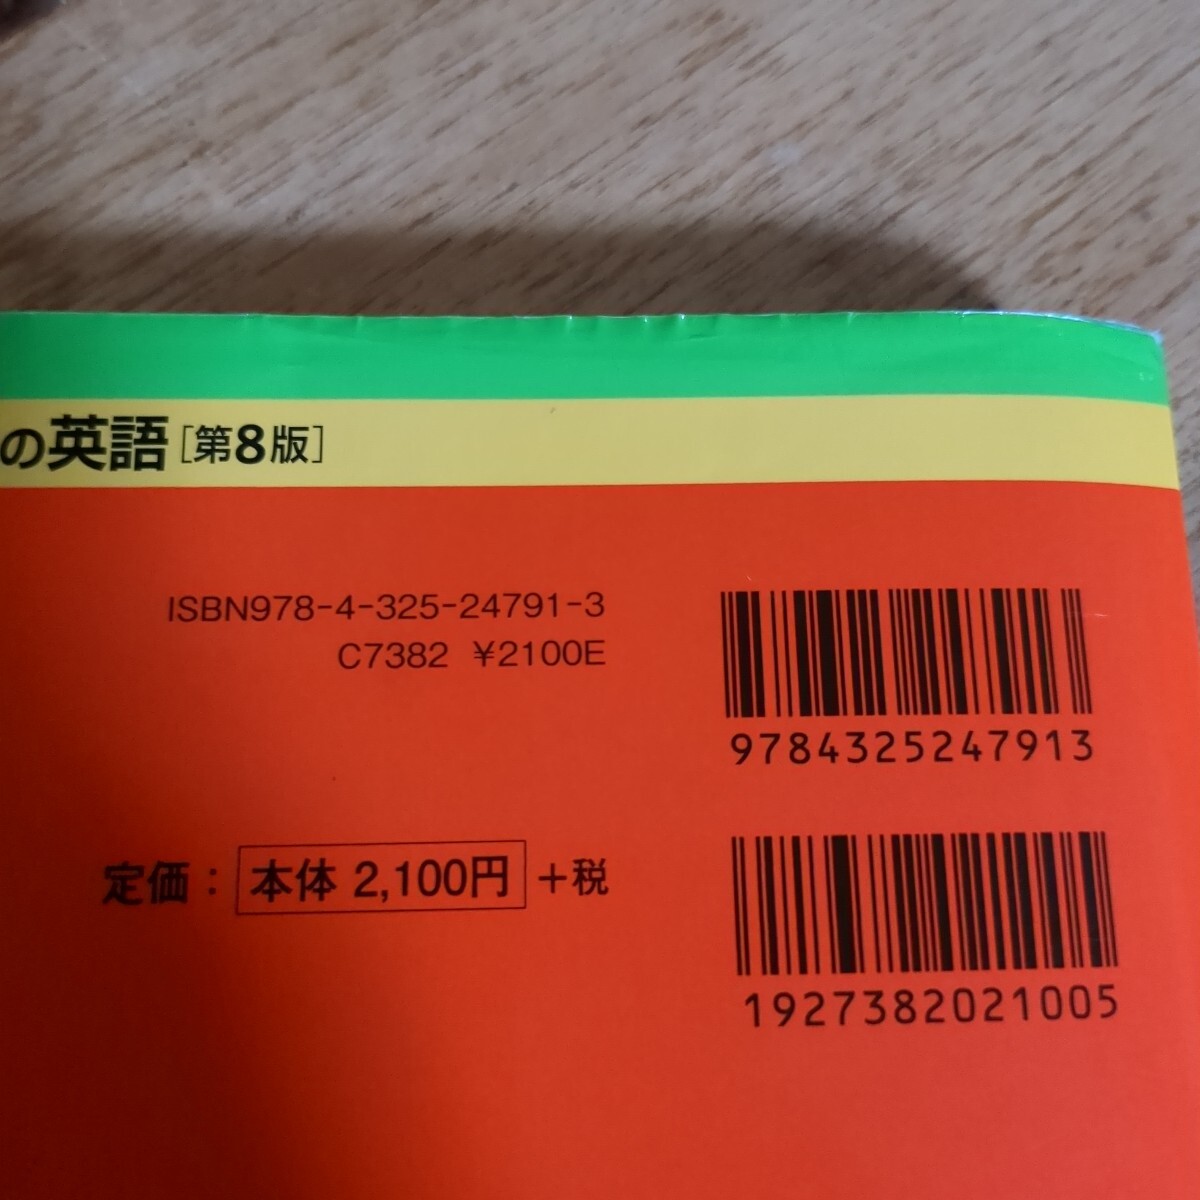 の英語[第8版]
ISBN978-4-325-24791-3
C7382 ¥2100E
9784325247913
定価：本体 2,100円+税
1927382021005